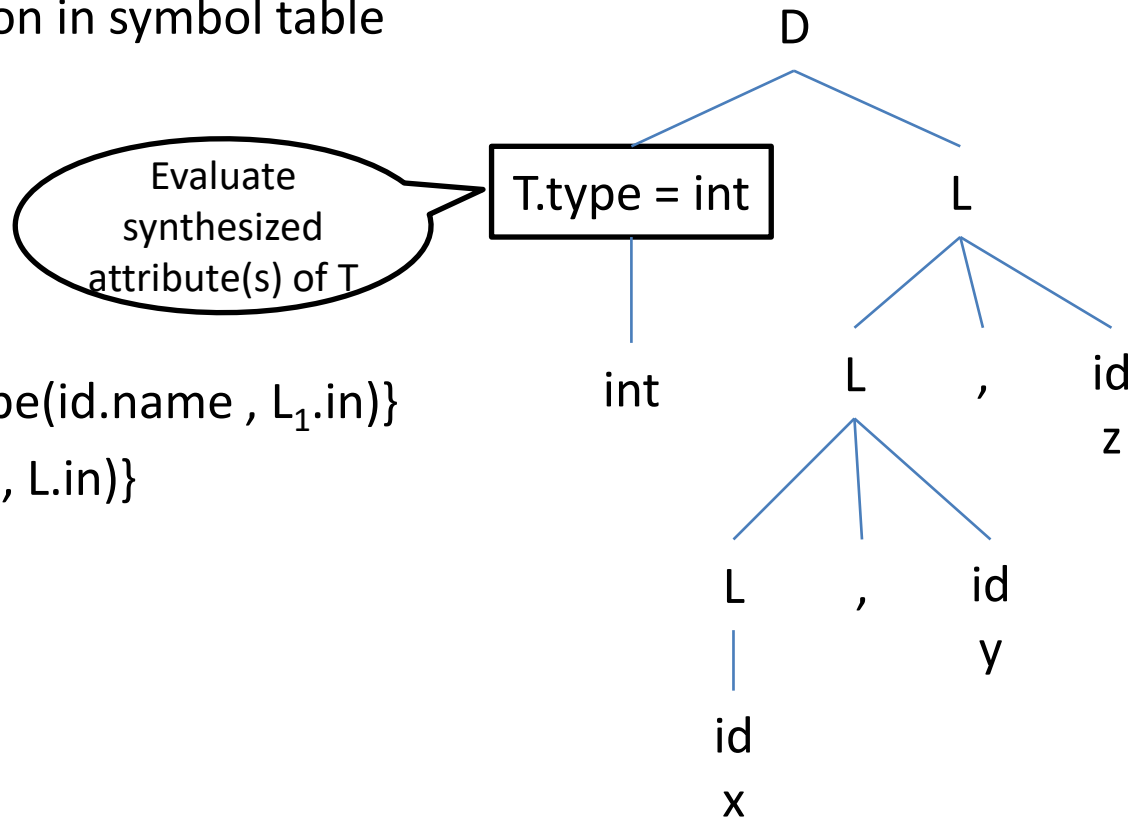 on in symbol table
D
Evaluate
synthesized
attribute(s) of T
T.type = int
L
int
L , id
z
pe(id.name , L₁.in)}
, L.in)}
L , id
y
id
x